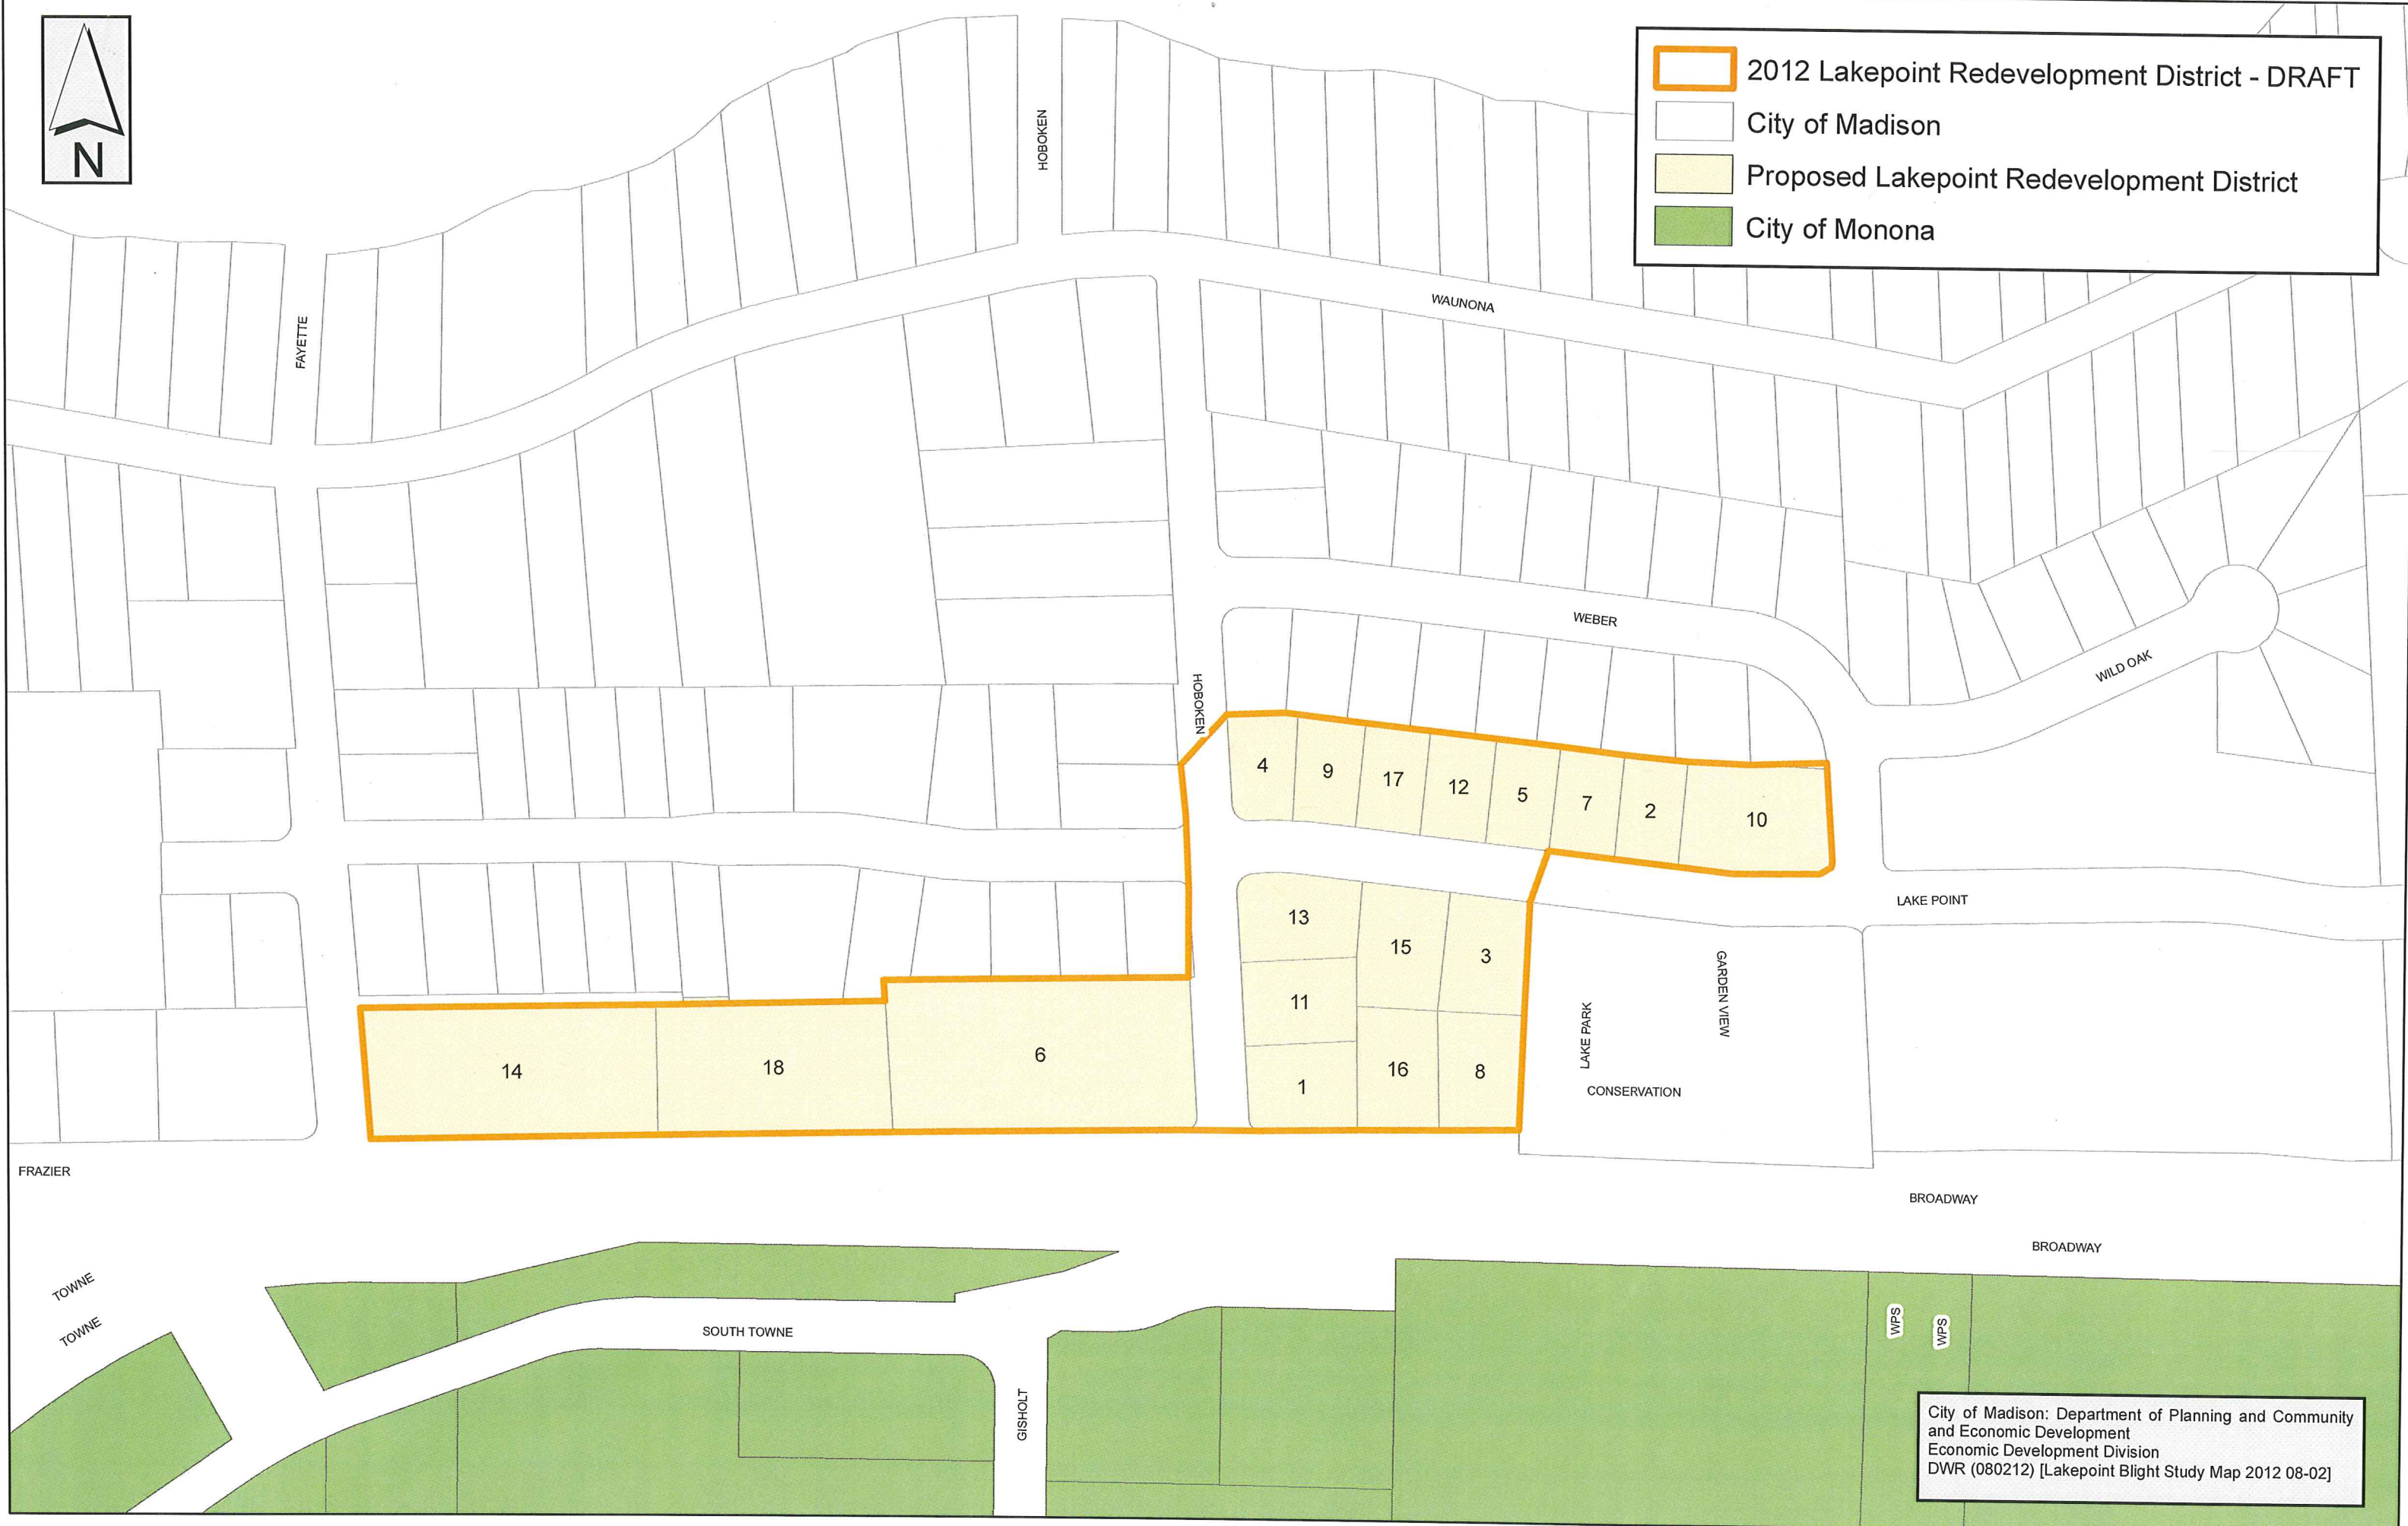 N
2012 Lakepoint Redevelopment District - DRAFT
City of Madison
Proposed Lakepoint Redevelopment District
City of Monona
HOBOKEN
WAUNONA
FAYETTE
WEBER
WILD OAK
HOBOKEN
4
9
17
12
5
7
2
10
LAKE POINT
13
15
3
11
GARDEN VIEW
LAKE PARK
14
18
6
1
16
8
CONSERVATION
FRAZIER
BROADWAY
BROADWAY
TOWNE
TOWNE
SOUTH TOWNE
WPS
WPS
GISHOLT
City of Madison: Department of Planning and Community
and Economic Development
Economic Development Division
DWR (080212) [Lakepoint Blight Study Map 2012 08-02]